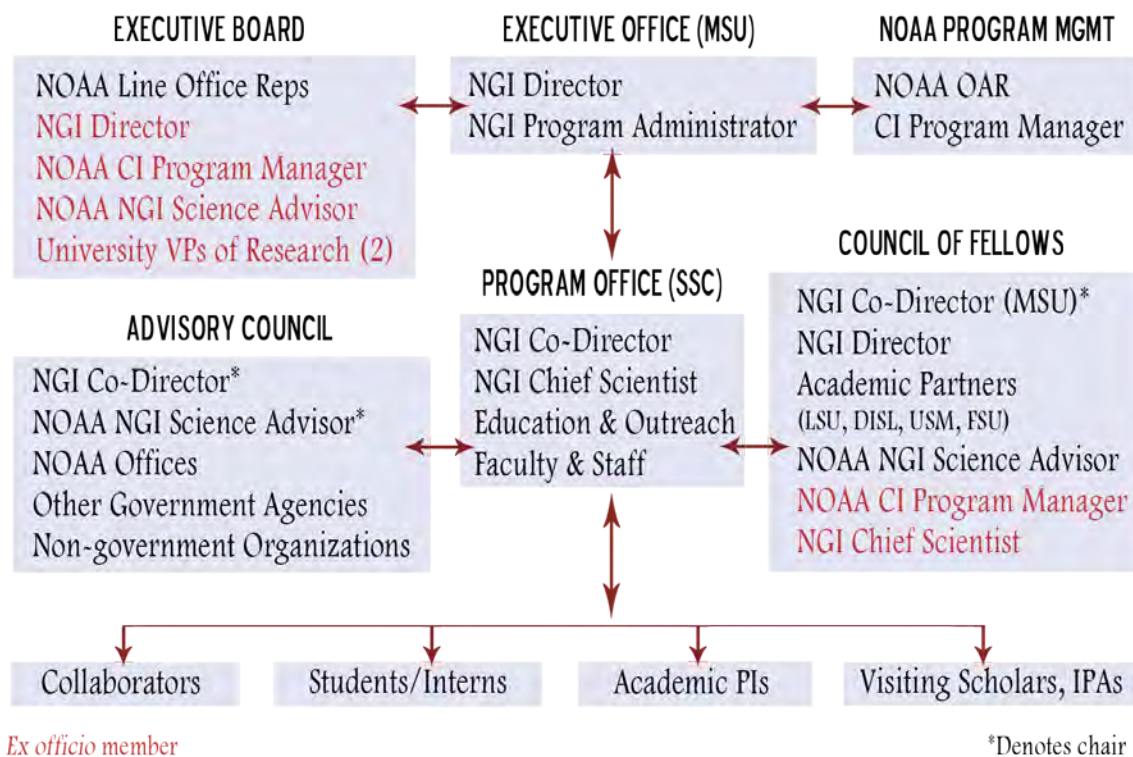 EXECUTIVE BOARD
NOAA Line Office Reps
NGI Director
NOAA CI Program Manager
NOAA NGI Science Advisor
University VPs of Research (2)
EXECUTIVE OFFICE (MSU)
NGI Director
NGI Program Administrator
NOAA PROGRAM MGMT
NOAA OAR
CI Program Manager
ADVISORY COUNCIL
NGI Co-Director*
NOAA NGI Science Advisor*
NOAA Offices
Other Government Agencies
Non-government Organizations
PROGRAM OFFICE (SSC)
NGI Co-Director
NGI Chief Scientist
Education & Outreach
Faculty & Staff
COUNCIL OF FELLOWS
NGI Co-Director (MSU)*
NGI Director
Academic Partners
(LSU, DISL, USM, FSU)
NOAA NGI Science Advisor
NOAA CI Program Manager
NGI Chief Scientist
Collaborators
Students/Interns
Academic PIs
Visiting Scholars, IPAs
Ex officio member
*Denotes chair